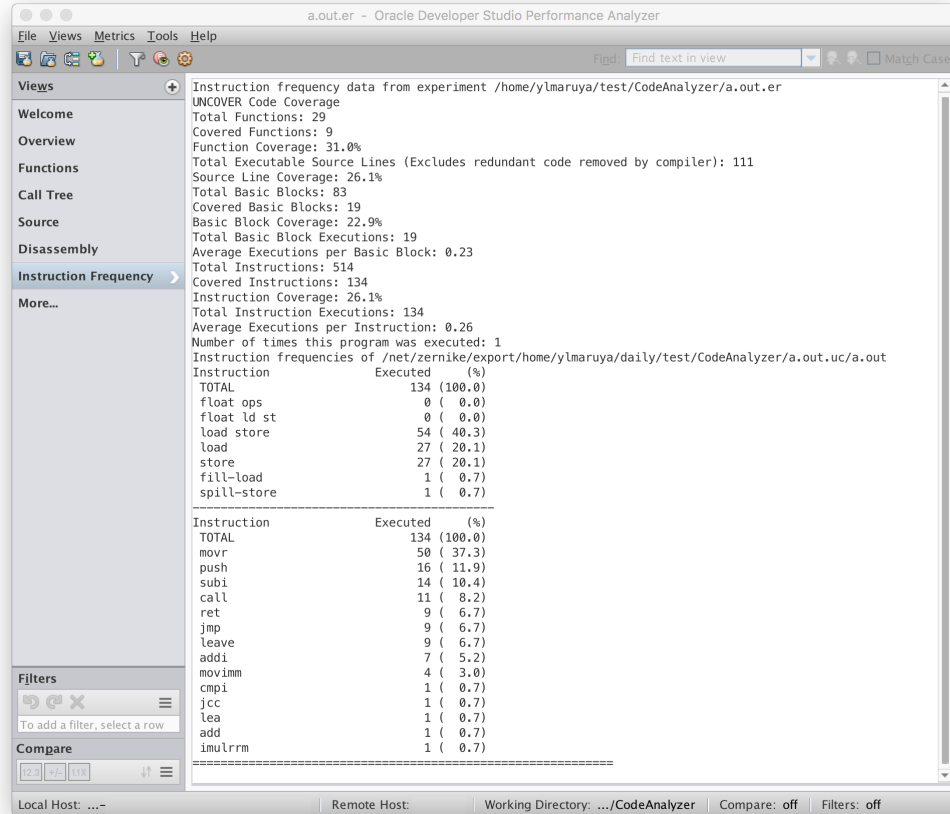 a.out.er - Oracle Developer Studio Performance Analyzer
File Views Metrics Tools Help
Find: Find text in view Match Case
Views
Welcome
Overview
Functions
Call Tree
Source
Disassembly
Instruction Frequency
More...
Instruction frequency data from experiment /home/ylmaruya/test/CodeAnalyzer/a.out.er
UNCOVER Code Coverage
Total Functions: 29
Covered Functions: 9
Function Coverage: 31.0%
Total Executable Source Lines (Excludes redundant code removed by compiler): 111
Source Line Coverage: 26.1%
Total Basic Blocks: 83
Covered Basic Blocks: 19
Basic Block Coverage: 22.9%
Total Basic Block Executions: 19
Average Executions per Basic Block: 0.23
Total Instructions: 514
Covered Instructions: 134
Instruction Coverage: 26.1%
Total Instruction Executions: 134
Average Executions per Instruction: 0.26
Number of times this program was executed: 1
Instruction frequencies of /net/zernike/export/home/ylmaruya/daily/test/CodeAnalyzer/a.out.uc/a.out
Instruction Executed (%)
TOTAL 134 (100.0)
float ops 0 ( 0.0)
float ld st 0 ( 0.0)
load store 54 ( 40.3)
load 27 ( 20.1)
store 27 ( 20.1)
fill-load 1 ( 0.7)
spill-store 1 ( 0.7)
Instruction Executed (%)
TOTAL 134 (100.0)
movr 50 ( 37.3)
push 16 ( 11.9)
subi 14 ( 10.4)
call 11 ( 8.2)
ret 9 ( 6.7)
jmp 9 ( 6.7)
leave 9 ( 6.7)
addi 7 ( 5.2)
movimm 4 ( 3.0)
cmpi 1 ( 0.7)
jcc 1 ( 0.7)
lea 1 ( 0.7)
add 1 ( 0.7)
imulrrm 1 ( 0.7)
Filters
To add a filter, select a row
Compare
12.3 +/- 1.1X
Local Host: ...- Remote Host: Working Directory: .../CodeAnalyzer Compare: off Filters: off